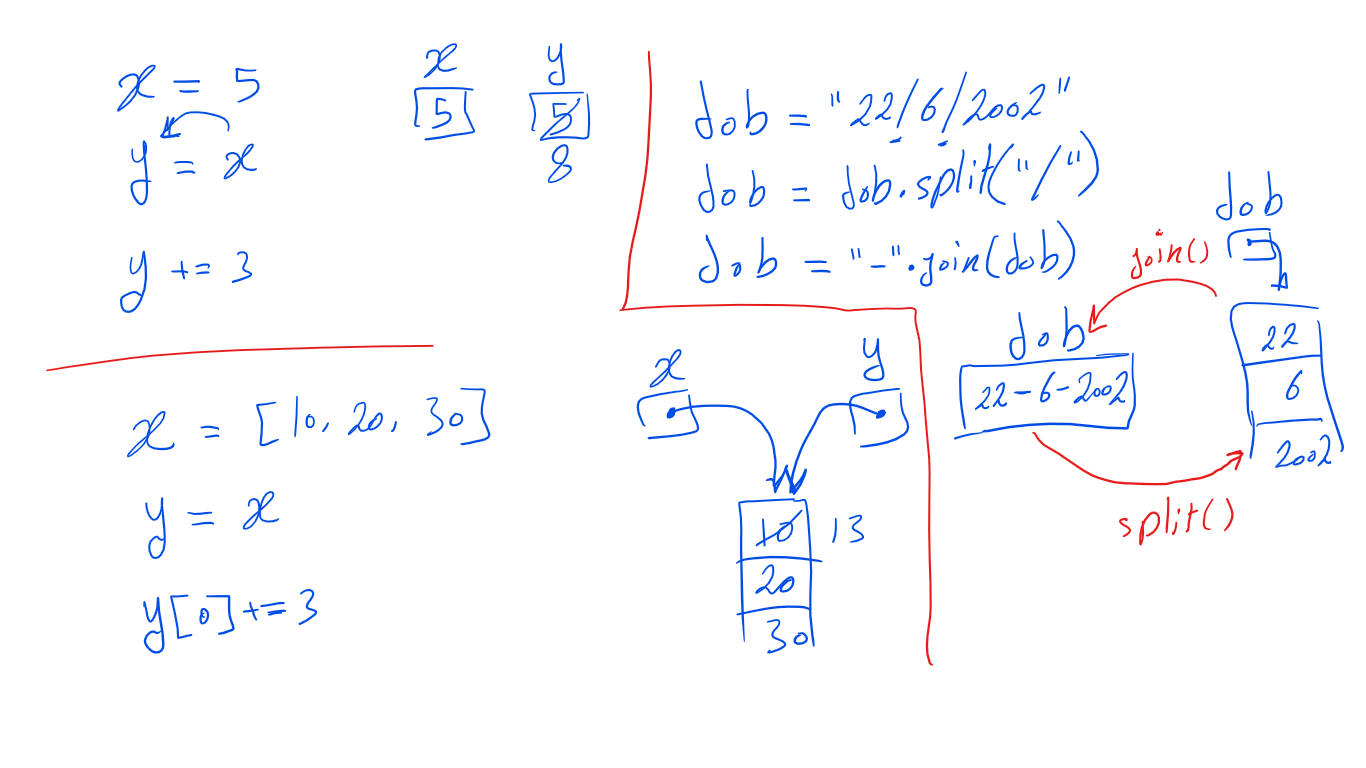 x = 5
y = x
y += 3
x y
5 5
8
dob = "22/6/2002"
dob = dob.split("/")
dob = "-".join(dob)
dob
join()
dob
22-6-2002
22
6
2002
split()
x = [10, 20, 30]
y = x
y[0] += 3
x y
10 13
20
30